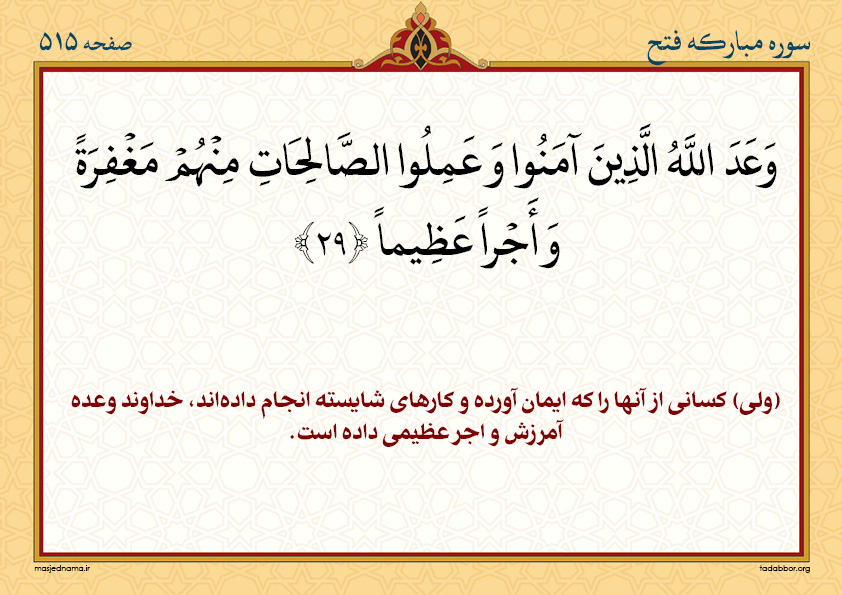 سوره مبارکه فتح
صفحه ۵۱۵
وَعَدَ اللَّهُ الَّذِينَ آمَنُوا وَ عَمِلُوا الصَّالِحَاتِ مِنْهُمْ مَغْفِرَةً
وَ أَجْراً عَظِيماً ﴿۲۹﴾
(ولی) کسانی از آنها را که ایمان آورده و کارهای شایسته انجام داده‌اند، خداوند وعده
آمرزش و اجر عظیمی داده است.
masjednama.ir
tadabbor.org